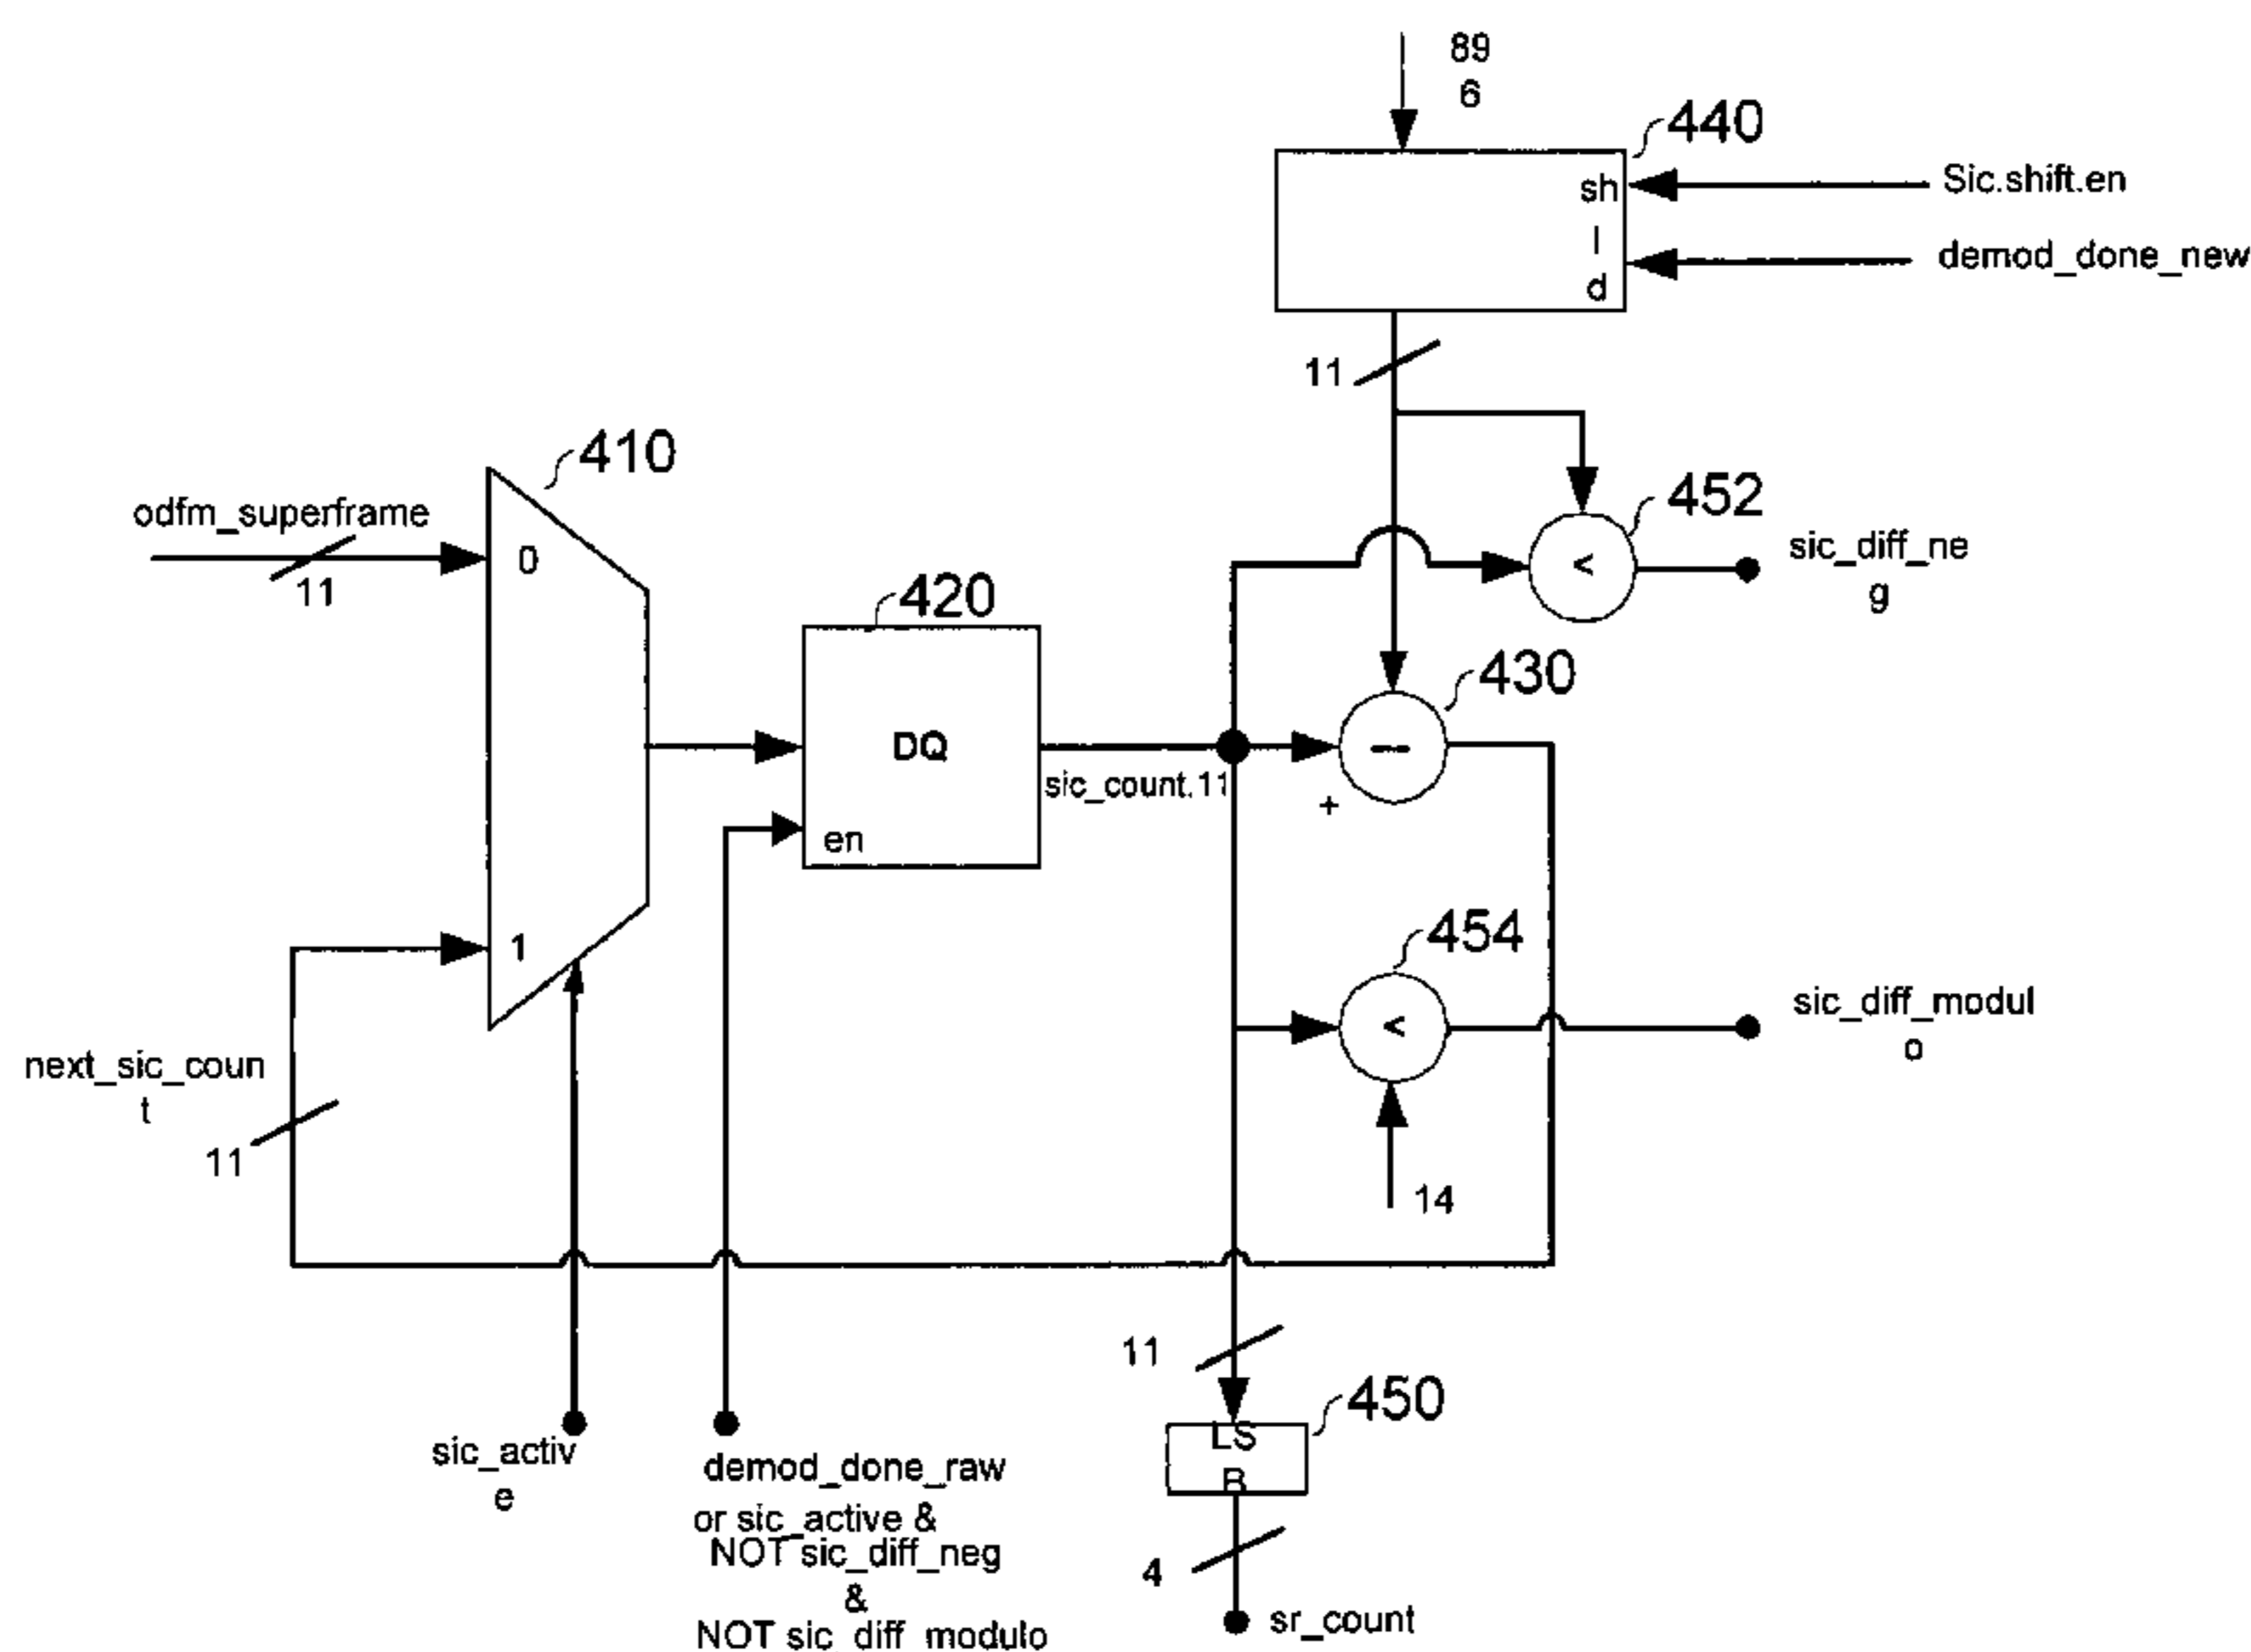 89
6
440
sh
Sic.shift.en
l
demod_done_new
d
11
410
452
odfm_superframe
0
<
sic_diff_ne
g
11
420
430
DQ
sic_count.11
+
en
454
1
<
sic_diff_modul
o
next_sic_coun
t
11
14
11
450
sic_activ
e
LS
B
demod_done_raw
or sic_active &
NOT sic_diff_neg
&
NOT sic_diff_modulo
4
sr_count